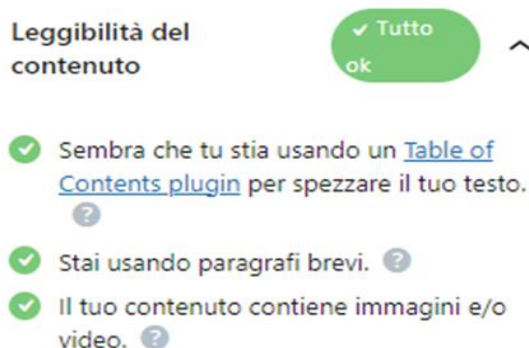 Leggibilità del
contenuto
✓ Tutto
ok
Sembra che tu stia usando un Table of
Contents plugin per spezzare il tuo testo.
?
Stai usando paragrafi brevi. ?
Il tuo contenuto contiene immagini e/o
video. ?